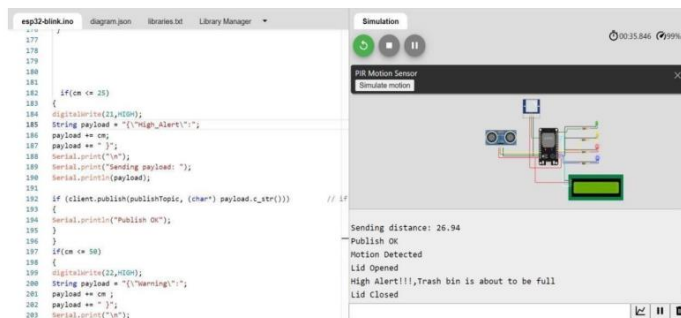 esp32-blink.ino
diagram.json
libraries.txt
Library Manager
176 }
177
178
179
180
181
182 if(cm <= 25)
183 {
184 digitalWrite(21,HIGH);
185 String payload = "{\"High_Alert\":";
186 payload += cm;
187 payload += " }";
188 Serial.print("\n");
189 Serial.print("Sending payload: ");
190 Serial.println(payload);
191
192 if (client.publish(publishTopic, (char*) payload.c_str())) // if
193 {
194 Serial.println("Publish OK");
195 }
196 }
197 if(cm <= 50)
198 {
199 digitalWrite(22,HIGH);
200 String payload = "{\"Warning\":";
201 payload += cm ;
202 payload += " }";
203 Serial.print("\n");
Simulation
00:35.846 99%
PIR Motion Sensor
Simulate motion
Sending distance: 26.94
Publish OK
Motion Detected
Lid Opened
High Alert!!!,Trash bin is about to be full
Lid Closed